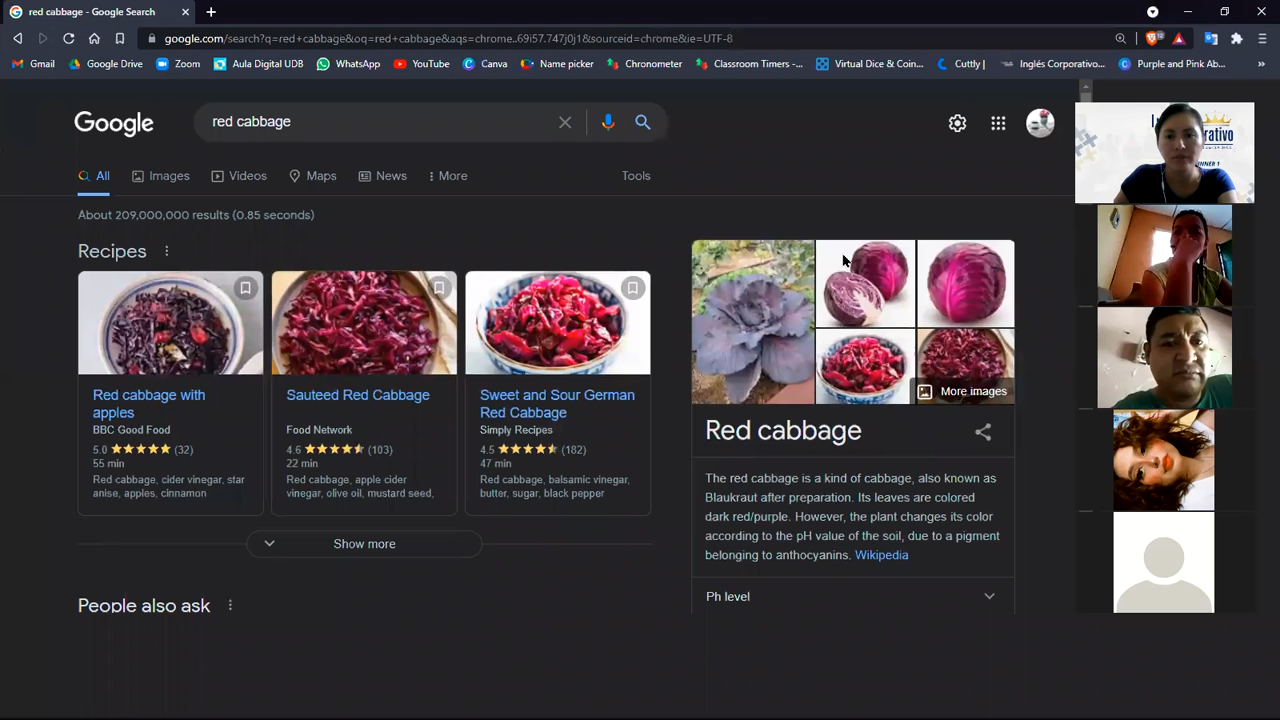 red cabbage - Google Search
google.com/search?q=red+cabbage&oq=red+cabbage&aqs=chrome..69i57.747j0j1&sourceid=chrome&ie=UTF-8
12
Gmail
Google Drive
Zoom
Aula Digital UDB
WhatsApp
YouTube
Canva
Name picker
Chronometer
Classroom Timers -...
Virtual Dice & Coin...
Cuttly |
Inglés Corporativo...
Purple and Pink Ab...
Google
red cabbage
All
Images
Videos
Maps
News
More
Tools
About 209,000,000 results (0.85 seconds)
Recipes
Red cabbage with
apples
BBC Good Food
5.0 (32)
55 min
Red cabbage, cider vinegar, star
anise, apples, cinnamon
Sauteed Red Cabbage
Food Network
4.6 (103)
22 min
Red cabbage, apple cider
vinegar, olive oil, mustard seed,
Sweet and Sour German
Red Cabbage
Simply Recipes
4.5 (182)
47 min
Red cabbage, balsamic vinegar,
butter, sugar, black pepper
Show more
People also ask
More images
Red cabbage
The red cabbage is a kind of cabbage, also known as
Blaukraut after preparation. Its leaves are colored
dark red/purple. However, the plant changes its color
according to the pH value of the soil, due to a pigment
belonging to anthocyanins. Wikipedia
Ph level